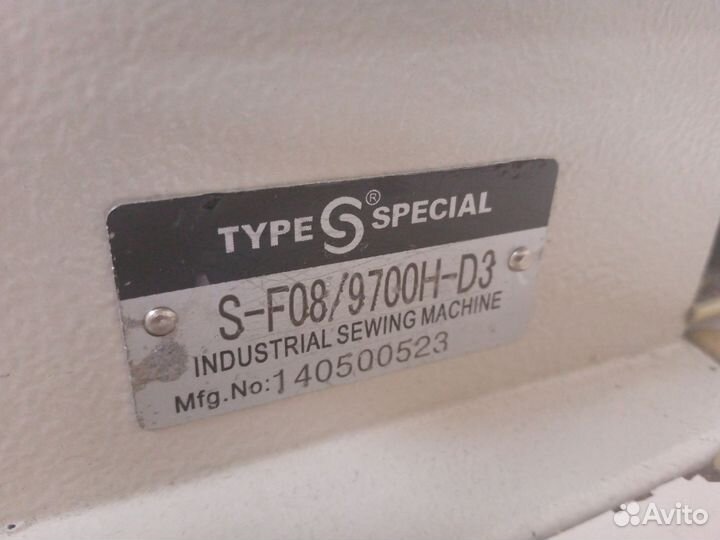 TYPE S® SPECIAL
S-F08/9700H-D3
INDUSTRIAL SEWING MACHINE
Mfg.No:140500523
Avito